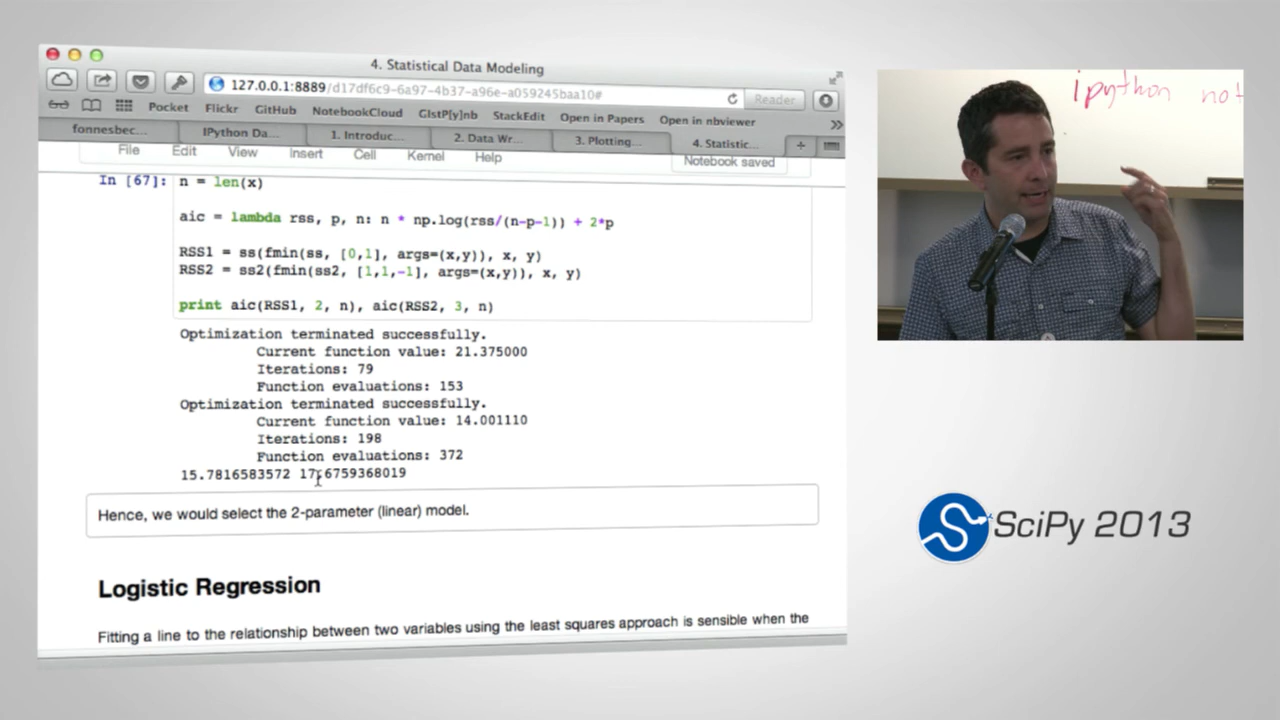 4. Statistical Data Modeling
127.0.0.1:8889/d17df6c9-6a97-4b37-a96e-a059245baa10#
Reader
Pocket Flickr GitHub NotebookCloud GistP[y]nb StackEdit Open in Papers Open in nbviewer
fonnesbec... IPython Da... 1. Introduc... 2. Data Wr... 3. Plotting... 4. Statistic...
File Edit View Insert Cell Kernel Help
Notebook saved
In [67]: n = len(x)
aic = lambda rss, p, n: n * np.log(rss/(n-p-1)) + 2*p
RSS1 = ss(fmin(ss, [0,1], args=(x,y)), x, y)
RSS2 = ss2(fmin(ss2, [1,1,-1], args=(x,y)), x, y)
print aic(RSS1, 2, n), aic(RSS2, 3, n)
Optimization terminated successfully.
Current function value: 21.375000
Iterations: 79
Function evaluations: 153
Optimization terminated successfully.
Current function value: 14.001110
Iterations: 198
Function evaluations: 372
15.7816583572 17.6759368019
Hence, we would select the 2-parameter (linear) model.
Logistic Regression
Fitting a line to the relationship between two variables using the least squares approach is sensible when the
ipython not
SciPy 2013